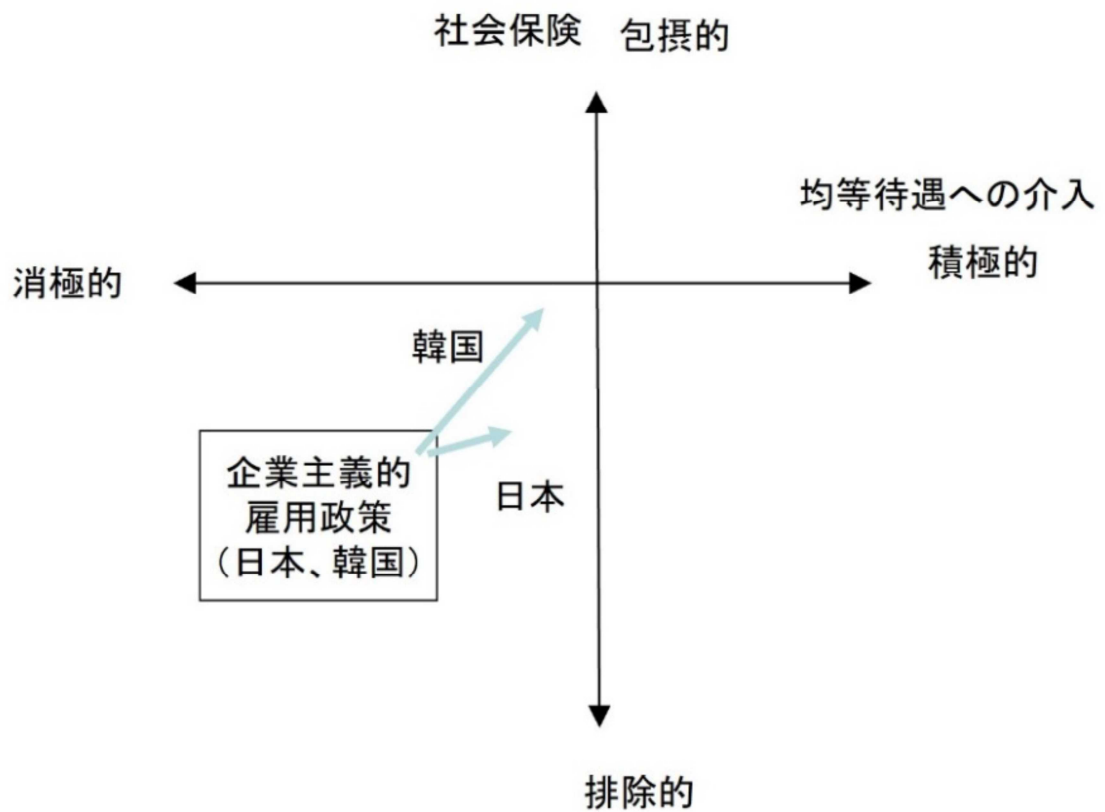 社会保険 包摂的
均等待遇への介入
積極的
消極的
韓国
企業主義的
雇用政策
(日本、韓国)
日本
排除的